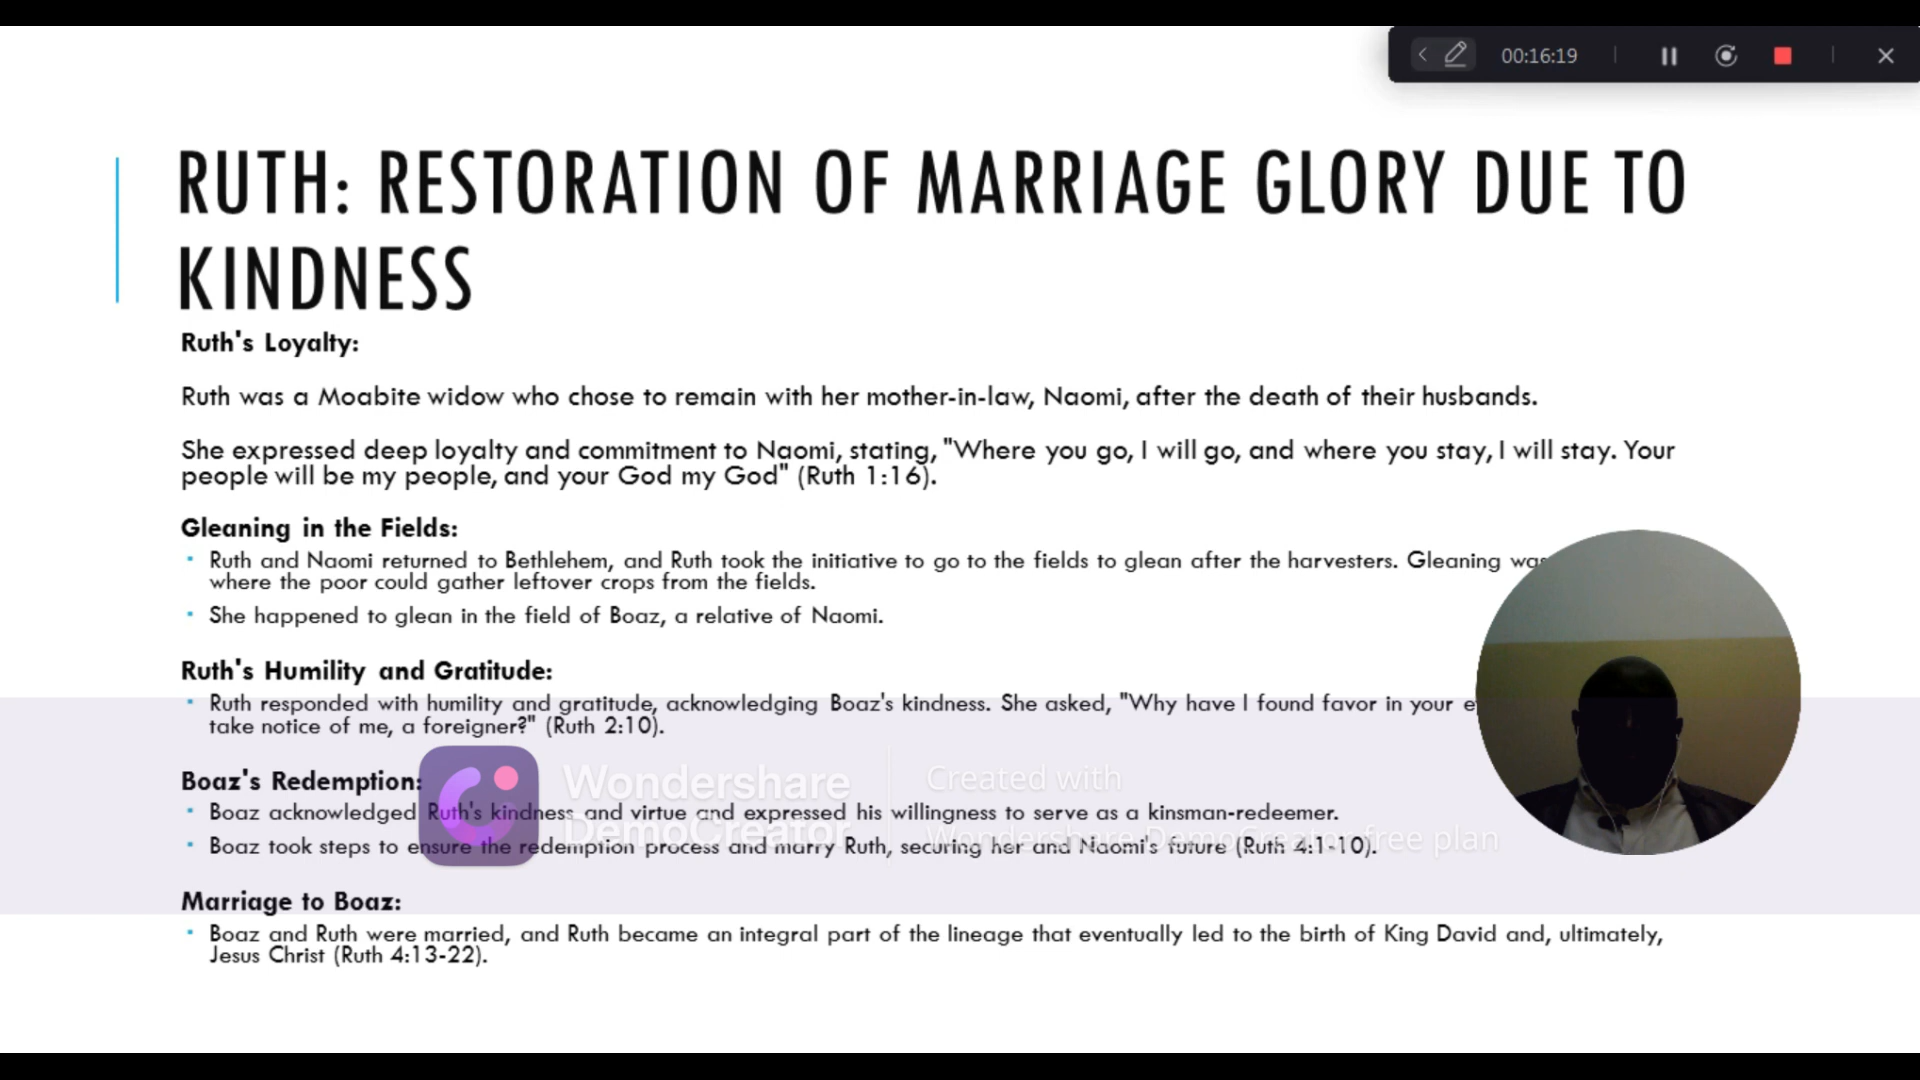 00:16:19
RUTH: RESTORATION OF MARRIAGE GLORY DUE TO
KINDNESS
Ruth's Loyalty:
Ruth was a Moabite widow who chose to remain with her mother-in-law, Naomi, after the death of their husbands.
She expressed deep loyalty and commitment to Naomi, stating, "Where you go, I will go, and where you stay, I will stay. Your
people will be my people, and your God my God" (Ruth 1:16).
Gleaning in the Fields:
Ruth and Naomi returned to Bethlehem, and Ruth took the initiative to go to the fields to glean after the harvesters. Gleaning was
where the poor could gather leftover crops from the fields.
She happened to glean in the field of Boaz, a relative of Naomi.
Ruth's Humility and Gratitude:
Ruth responded with humility and gratitude, acknowledging Boaz's kindness. She asked, "Why have I found favor in your
take notice of me, a foreigner?" (Ruth 2:10).
Boaz's Redemption:
Boaz acknowledged Ruth's kindness and virtue and expressed his willingness to serve as a kinsman-redeemer.
Boaz took steps to ensure the redemption process and marry Ruth, securing her and Naomi's future (Ruth 4:1-10).
Wondershare
DemoCreator
Created with
Wondershare DemoCreator free plan
Marriage to Boaz:
Boaz and Ruth were married, and Ruth became an integral part of the lineage that eventually led to the birth of King David and, ultimately,
Jesus Christ (Ruth 4:13-22).